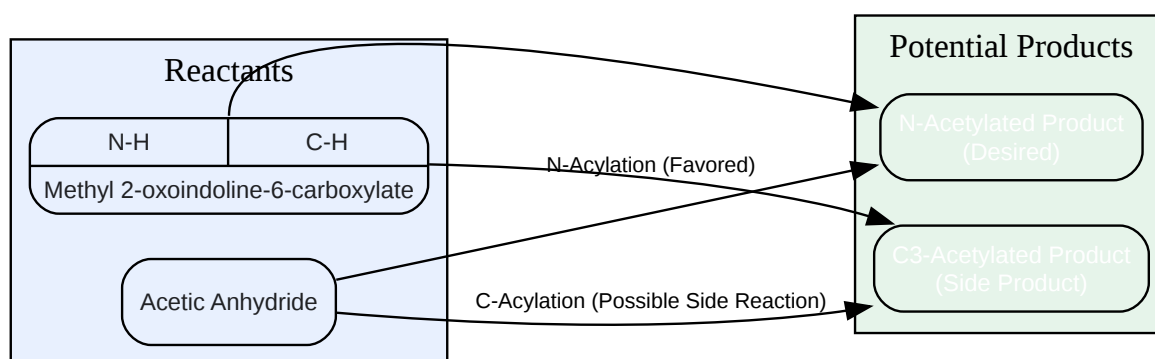 Reactants
N-H
C-H
Methyl 2-oxoindoline-6-carboxylate
Acetic Anhydride
N-Acylation (Favored)
C-Acylation (Possible Side Reaction)
Potential Products
N-Acetylated Product
(Desired)
C3-Acetylated Product
(Side Product)